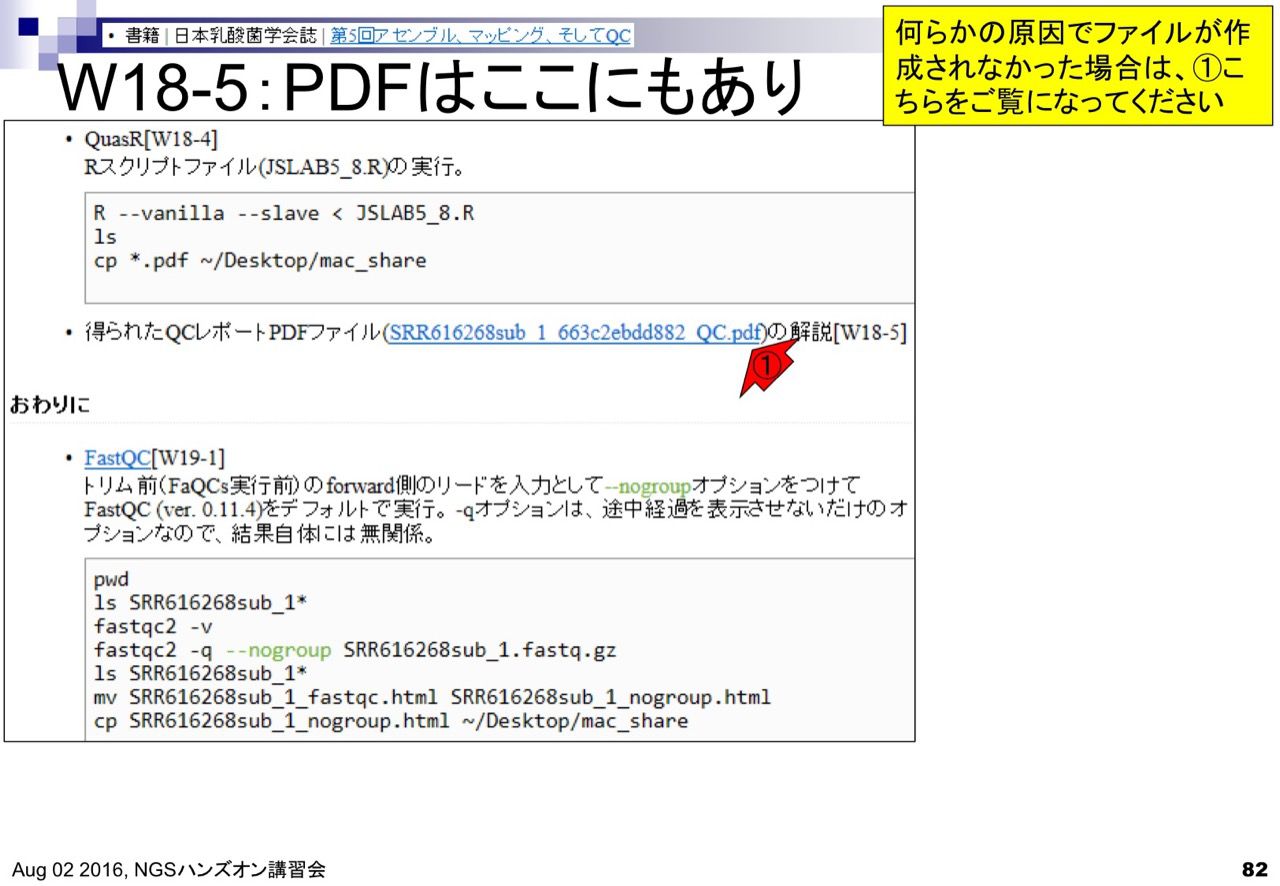 • 書籍 | 日本乳酸菌学会誌 | 第5回アセンブル、マッピング、そしてQC
W18-5：PDFはここにもあり
何らかの原因でファイルが作
成されなかった場合は、①こ
ちらをご覧になってください
• QuasR[W18-4]
Rスクリプトファイル(JSLAB5_8.R)の実行。
R --vanilla --slave < JSLAB5_8.R
ls
cp *.pdf ~/Desktop/mac_share
• 得られたQCレポートPDFファイル(SRR616268sub_1_663c2ebdd882_QC.pdf)の解説[W18-5]
①
おわりに
• FastQC[W19-1]
トリム前(FaQCs実行前)のforward側のリードを入力として--nogroupオプションをつけて
FastQC (ver. 0.11.4)をデフォルトで実行。-qオプションは、途中経過を表示させないだけのオ
プションなので、結果自体には無関係。
pwd
ls SRR616268sub_1*
fastqc2 -v
fastqc2 -q --nogroup SRR616268sub_1.fastq.gz
ls SRR616268sub_1*
mv SRR616268sub_1_fastqc.html SRR616268sub_1_nogroup.html
cp SRR616268sub_1_nogroup.html ~/Desktop/mac_share
Aug 02 2016, NGSハンズオン講習会
82